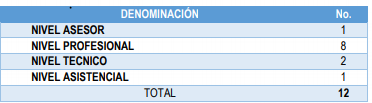 DENOMINACIÓN No.
NIVEL ASESOR 1
NIVEL PROFESIONAL 8
NIVEL TECNICO 2
NIVEL ASISTENCIAL 1
TOTAL 12